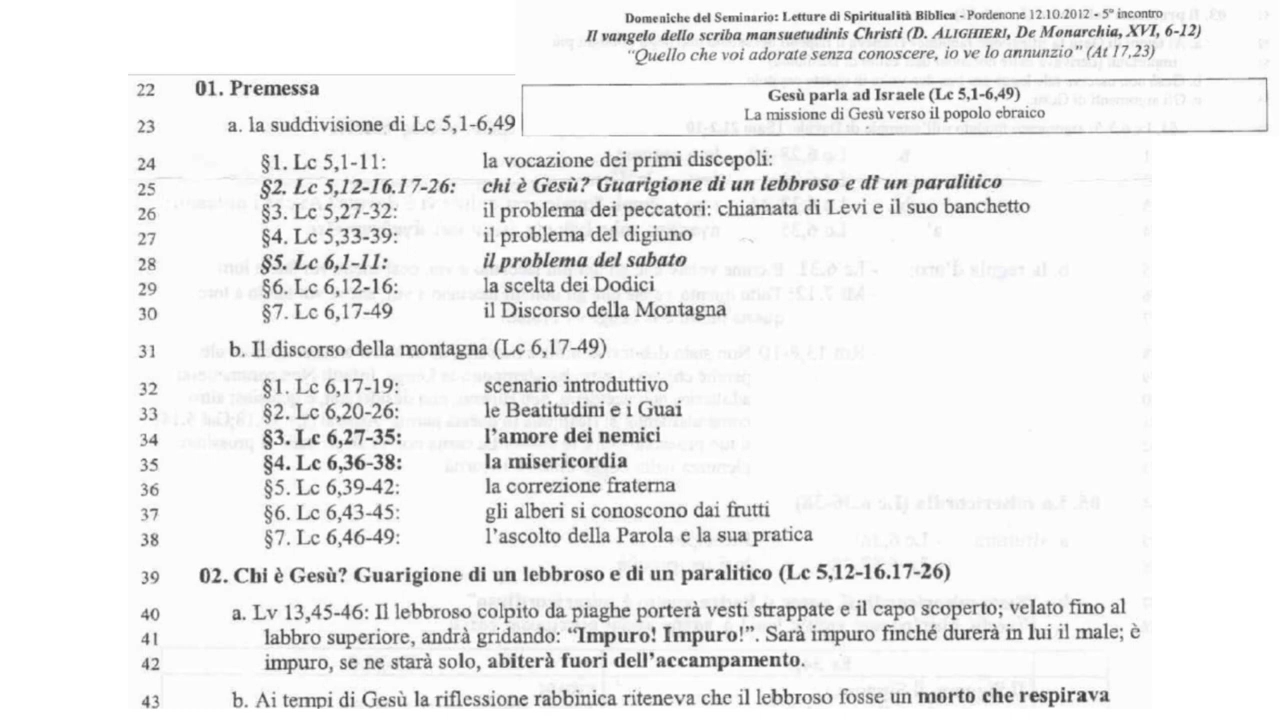 Domeniche del Seminario: Letture di Spiritualità Biblica - Pordenone 12.10.2012 - 5° incontro
Il vangelo dello scriba mansuetudinis Christi (D. ALIGHIERI, De Monarchia, XVI, 6-12)
"Quello che voi adorate senza conoscere, io ve lo annunzio" (At 17,23)
Gesù parla ad Israele (Lc 5,1-6,49)
La missione di Gesù verso il popolo ebraico
22 01. Premessa
23 a. la suddivisione di Lc 5,1-6,49
24 §1. Lc 5,1-11: la vocazione dei primi discepoli:
25 §2. Lc 5,12-16.17-26: chi è Gesù? Guarigione di un lebbroso e di un paralitico
26 §3. Lc 5,27-32: il problema dei peccatori: chiamata di Levi e il suo banchetto
27 §4. Lc 5,33-39: il problema del digiuno
28 §5. Lc 6,1-11: il problema del sabato
29 §6. Lc 6,12-16: la scelta dei Dodici
30 §7. Lc 6,17-49 il Discorso della Montagna
31 b. Il discorso della montagna (Lc 6,17-49)
32 §1. Lc 6,17-19: scenario introduttivo
33 §2. Lc 6,20-26: le Beatitudini e i Guai
34 §3. Lc 6,27-35: l'amore dei nemici
35 §4. Lc 6,36-38: la misericordia
36 §5. Lc 6,39-42: la correzione fraterna
37 §6. Lc 6,43-45: gli alberi si conoscono dai frutti
38 §7. Lc 6,46-49: l'ascolto della Parola e la sua pratica
39 02. Chi è Gesù? Guarigione di un lebbroso e di un paralitico (Lc 5,12-16.17-26)
40 a. Lv 13,45-46: Il lebbroso colpito da piaghe porterà vesti strappate e il capo scoperto; velato fino al
41 labbro superiore, andrà gridando: "Impuro! Impuro!". Sarà impuro finché durerà in lui il male; è
42 impuro, se ne starà solo, abiterà fuori dell'accampamento.
43 b. Ai tempi di Gesù la riflessione rabbinica riteneva che il lebbroso fosse un morto che respirava